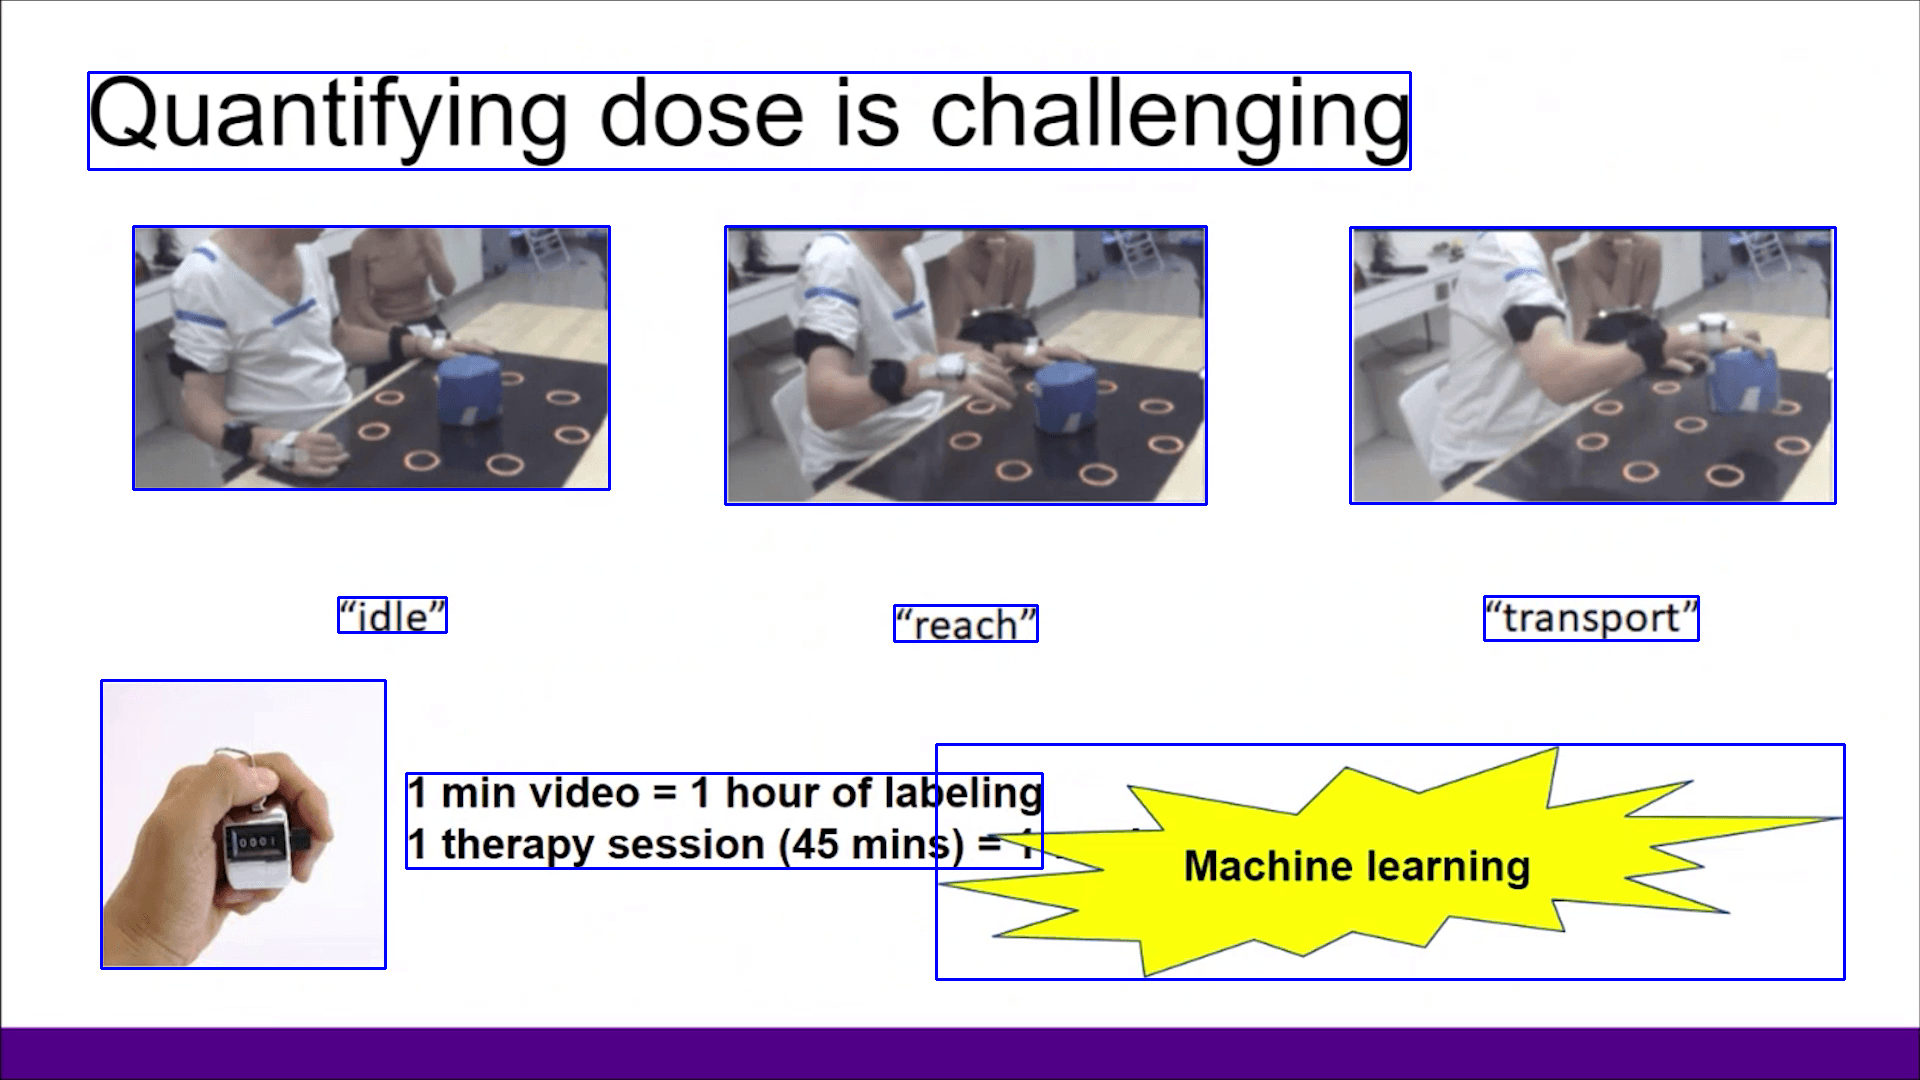 Quantifying dose is challenging
“idle”
“reach”
“transport”
0001
1 min video = 1 hour of labeling
1 therapy session (45 mins) = 1
Machine learning